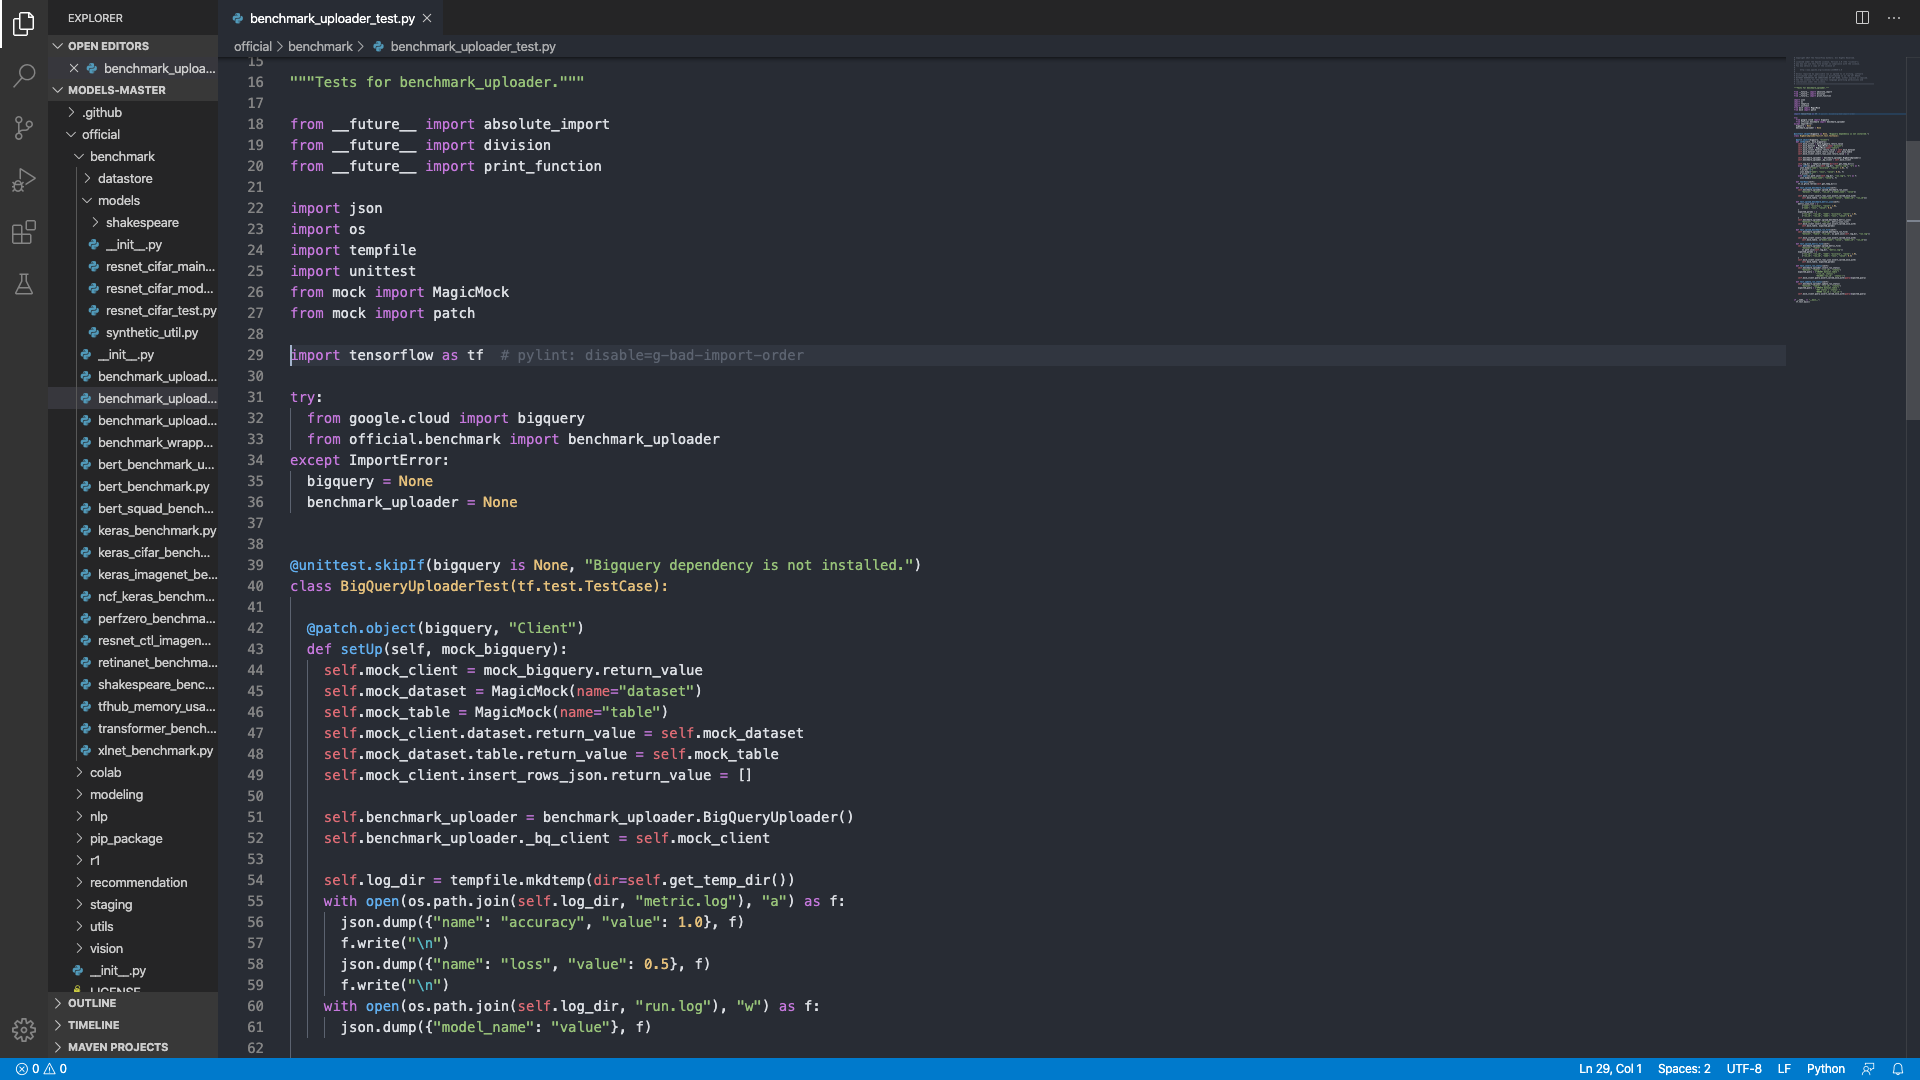 EXPLORER
OPEN EDITORS
benchmark_uploa...
MODELS-MASTER
.github
official
benchmark
datastore
models
shakespeare
__init__.py
resnet_cifar_main...
resnet_cifar_mod...
resnet_cifar_test.py
synthetic_util.py
__init__.py
benchmark_upload...
benchmark_upload...
benchmark_upload...
benchmark_wrapp...
bert_benchmark_u...
bert_benchmark.py
bert_squad_bench...
keras_benchmark.py
keras_cifar_bench...
keras_imagenet_be...
ncf_keras_benchm...
perfzero_benchma...
resnet_ctl_imagen...
retinanet_benchma...
shakespeare_benc...
tfhub_memory_usa...
transformer_bench...
xlnet_benchmark.py
colab
modeling
nlp
pip_package
r1
recommendation
staging
utils
vision
__init__.py
LICENSE
OUTLINE
TIMELINE
MAVEN PROJECTS
benchmark_uploader_test.py
official > benchmark > benchmark_uploader_test.py
15
16 """Tests for benchmark_uploader."""
17
18 from __future__ import absolute_import
19 from __future__ import division
20 from __future__ import print_function
21
22 import json
23 import os
24 import tempfile
25 import unittest
26 from mock import MagicMock
27 from mock import patch
28
29 import tensorflow as tf  # pylint: disable=g-bad-import-order
30
31 try:
32   from google.cloud import bigquery
33   from official.benchmark import benchmark_uploader
34 except ImportError:
35   bigquery = None
36   benchmark_uploader = None
37
38
39 @unittest.skipIf(bigquery is None, "Bigquery dependency is not installed.")
40 class BigQueryUploaderTest(tf.test.TestCase):
41
42   @patch.object(bigquery, "Client")
43   def setUp(self, mock_bigquery):
44     self.mock_client = mock_bigquery.return_value
45     self.mock_dataset = MagicMock(name="dataset")
46     self.mock_table = MagicMock(name="table")
47     self.mock_client.dataset.return_value = self.mock_dataset
48     self.mock_dataset.table.return_value = self.mock_table
49     self.mock_client.insert_rows_json.return_value = []
50
51     self.benchmark_uploader = benchmark_uploader.BigQueryUploader()
52     self.benchmark_uploader._bq_client = self.mock_client
53
54     self.log_dir = tempfile.mkdtemp(dir=self.get_temp_dir())
55     with open(os.path.join(self.log_dir, "metric.log"), "a") as f:
56       json.dump({"name": "accuracy", "value": 1.0}, f)
57       f.write("\n")
58       json.dump({"name": "loss", "value": 0.5}, f)
59       f.write("\n")
60     with open(os.path.join(self.log_dir, "run.log"), "w") as f:
61       json.dump({"model_name": "value"}, f)
62
0 0
Ln 29, Col 1 Spaces: 2 UTF-8 LF Python